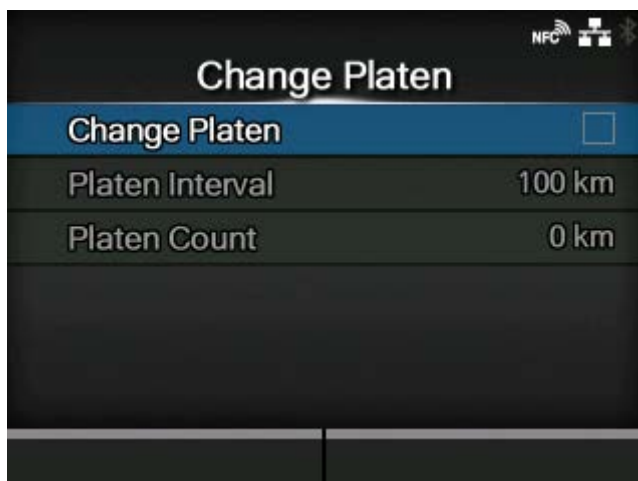 NFC
Change Platen
Change Platen
Platen Interval 100 km
Platen Count 0 km